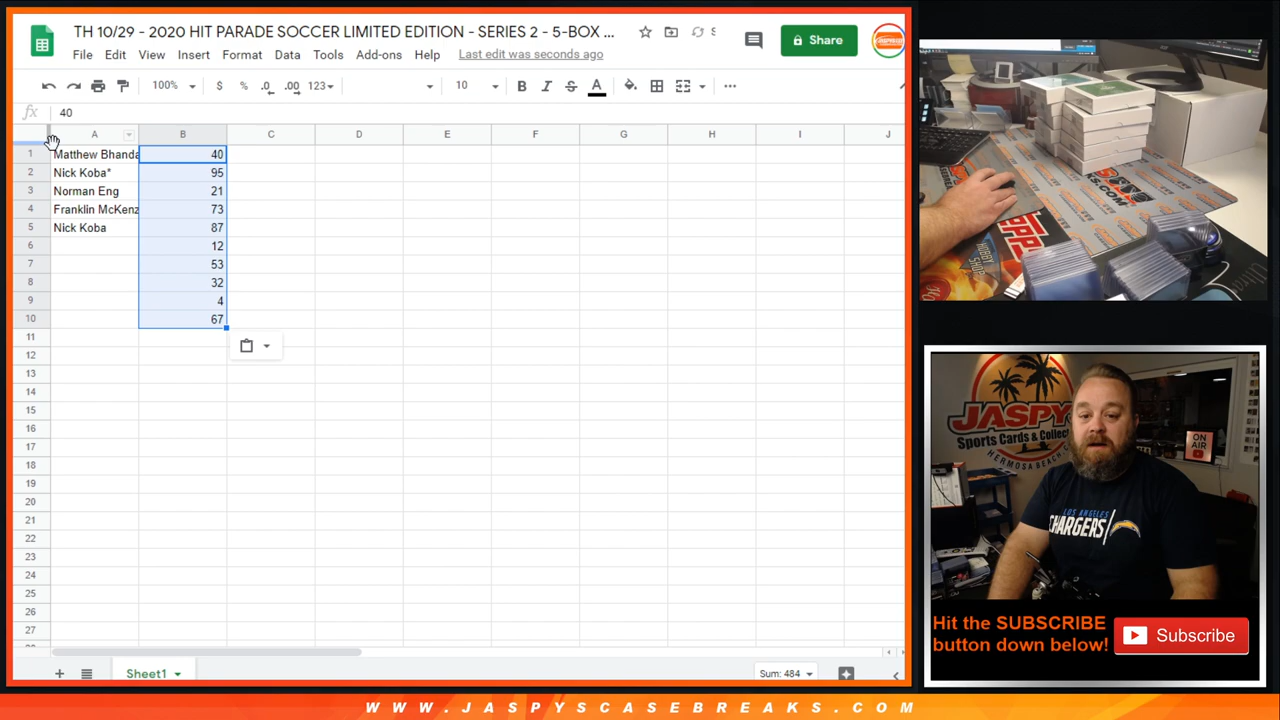 TH 10/29 - 2020 HIT PARADE SOCCER LIMITED EDITION - SERIES 2 - 5-BOX ...
S
File Edit View Insert Format Data Tools Addons Help Last edit was seconds ago
Share
100% $ % .0 .00 123 10 B I S A
fx 40
A B C D E F G H I J
1 Matthew Bhanda 40
2 Nick Koba* 95
3 Norman Eng 21
4 Franklin McKenz 73
5 Nick Koba 87
6 12
7 53
8 32
9 4
10 67
11
12
13
14
15
16
17
18
19
20
21
22
23
24
25
26
27
Sheet1
Sum: 484
JASPY'S
Sports Cards & Collec
HERMOSA BEACH
ON
AIR
LOS ANGELES
CHARGERS
Hit the SUBSCRIBE
button down below!
Subscribe
WWW.JASPYSCASEBREAKS.COM